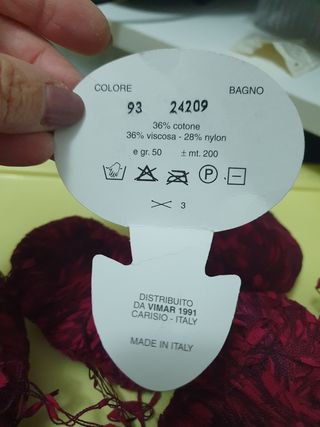 COLORE BAGNO
93 24209
36% cotone
36% viscosa - 28% nylon
e gr. 50 ± mt. 200
P
3
DISTRIBUITO
DA VIMAR 1991
CARISIO - ITALY
MADE IN ITALY